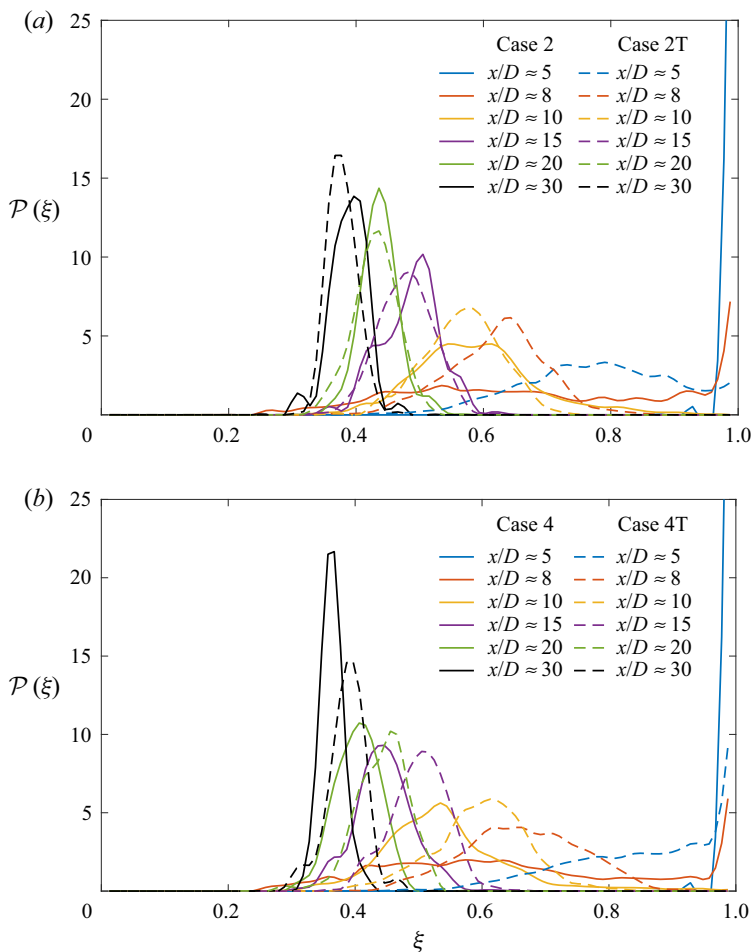 (a)
25
20
15
10
5
P (ξ)
Case 2 Case 2T
x/D ≈ 5 x/D ≈ 5
x/D ≈ 8 x/D ≈ 8
x/D ≈ 10 x/D ≈ 10
x/D ≈ 15 x/D ≈ 15
x/D ≈ 20 x/D ≈ 20
x/D ≈ 30 x/D ≈ 30
0 0.2 0.4 0.6 0.8 1.0
(b)
25
20
15
10
5
P (ξ)
Case 4 Case 4T
x/D ≈ 5 x/D ≈ 5
x/D ≈ 8 x/D ≈ 8
x/D ≈ 10 x/D ≈ 10
x/D ≈ 15 x/D ≈ 15
x/D ≈ 20 x/D ≈ 20
x/D ≈ 30 x/D ≈ 30
0 0.2 0.4 0.6 0.8 1.0
ξ